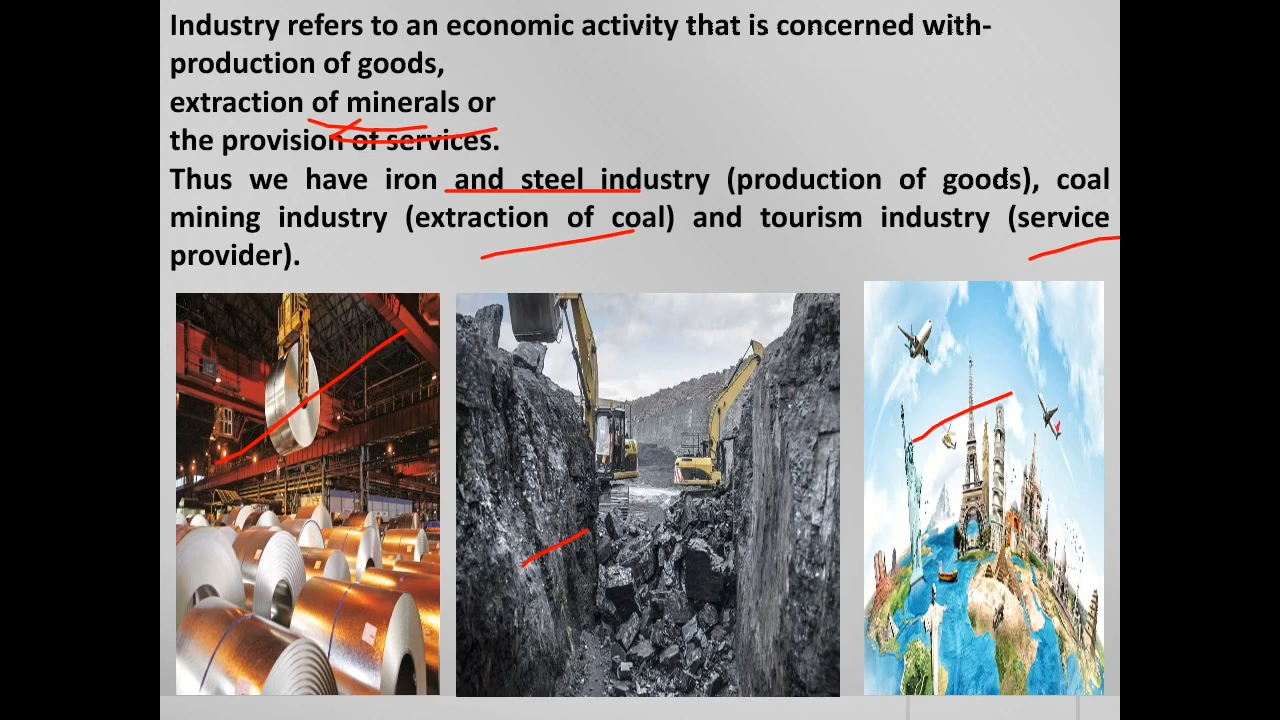 Industry refers to an economic activity that is concerned with-
production of goods,
extraction of minerals or
the provision of services.
Thus we have iron and steel industry (production of goods), coal
mining industry (extraction of coal) and tourism industry (service
provider).